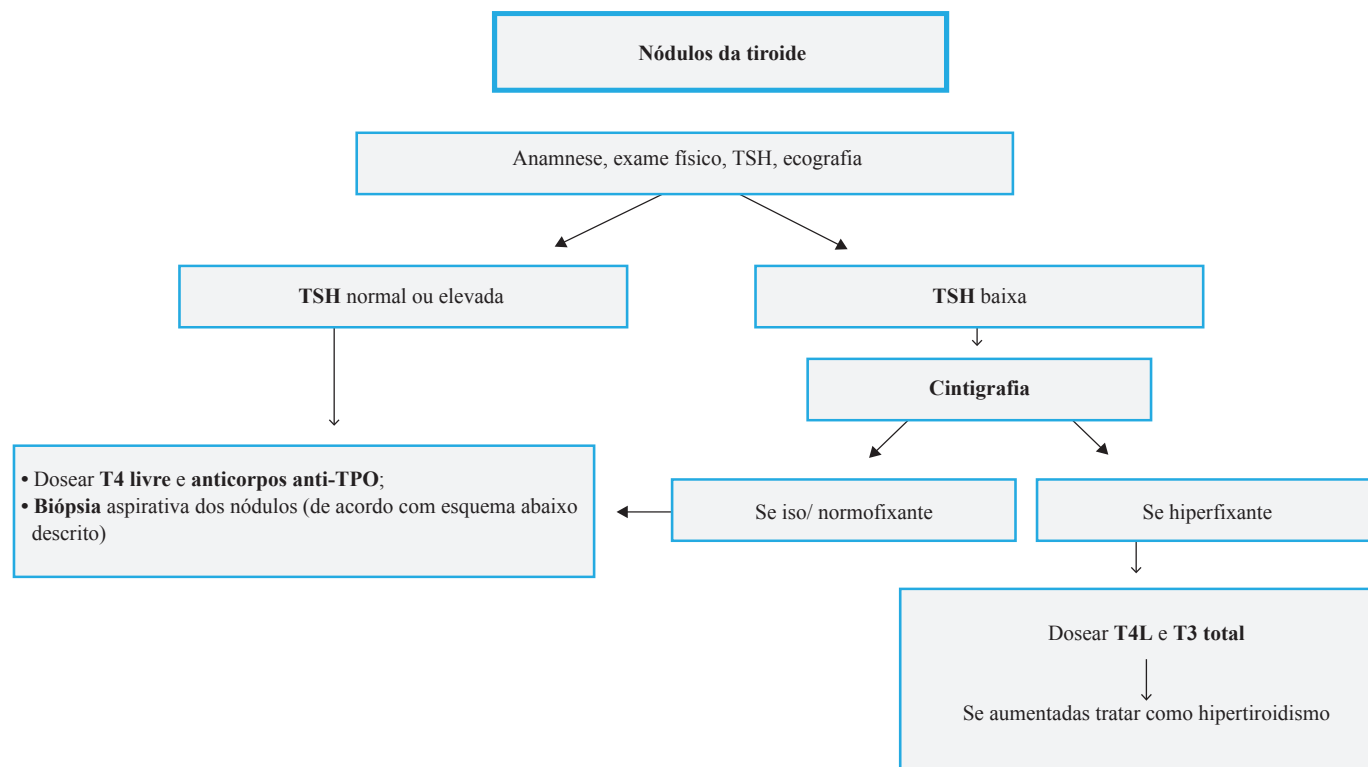 Nódulos da tiroide
Anamnese, exame físico, TSH, ecografia
TSH normal ou elevada
TSH baixa
Cintigrafia
• Dosear T4 livre e anticorpos anti-TPO;
• Biópsia aspirativa dos nódulos (de acordo com esquema abaixo
descrito)
Se iso/ normofixante
Se hiperfixante
Dosear T4L e T3 total
Se aumentadas tratar como hipertiroidismo